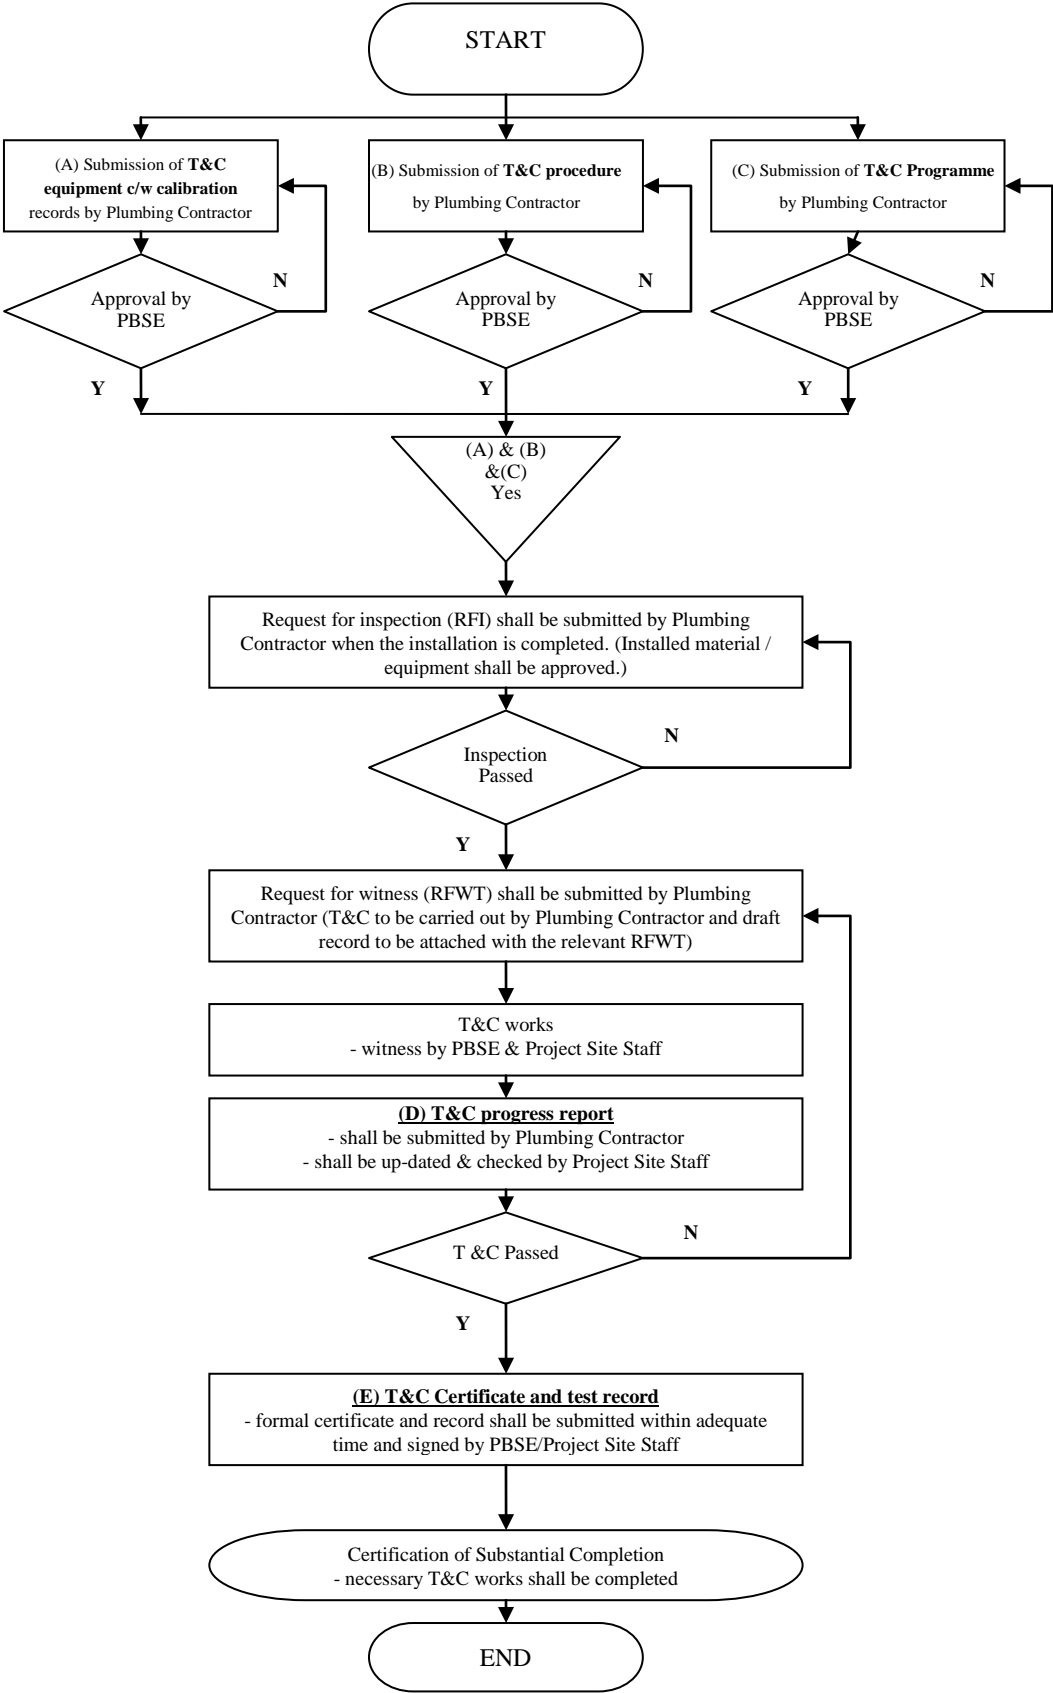 START
(A) Submission of T&C
equipment c/w calibration
records by Plumbing Contractor
(B) Submission of T&C procedure
by Plumbing Contractor
(C) Submission of T&C Programme
by Plumbing Contractor
Approval by
PBSE
N
Y
Approval by
PBSE
N
Y
Approval by
PBSE
N
Y
(A) & (B)
&(C)
Yes
Request for inspection (RFI) shall be submitted by Plumbing
Contractor when the installation is completed. (Installed material /
equipment shall be approved.)
N
Inspection
Passed
Y
Request for witness (RFWT) shall be submitted by Plumbing
Contractor (T&C to be carried out by Plumbing Contractor and draft
record to be attached with the relevant RFWT)
T&C works
- witness by PBSE & Project Site Staff
(D) T&C progress report
- shall be submitted by Plumbing Contractor
- shall be up-dated & checked by Project Site Staff
N
T &C Passed
Y
(E) T&C Certificate and test record
- formal certificate and record shall be submitted within adequate
time and signed by PBSE/Project Site Staff
Certification of Substantial Completion
- necessary T&C works shall be completed
END